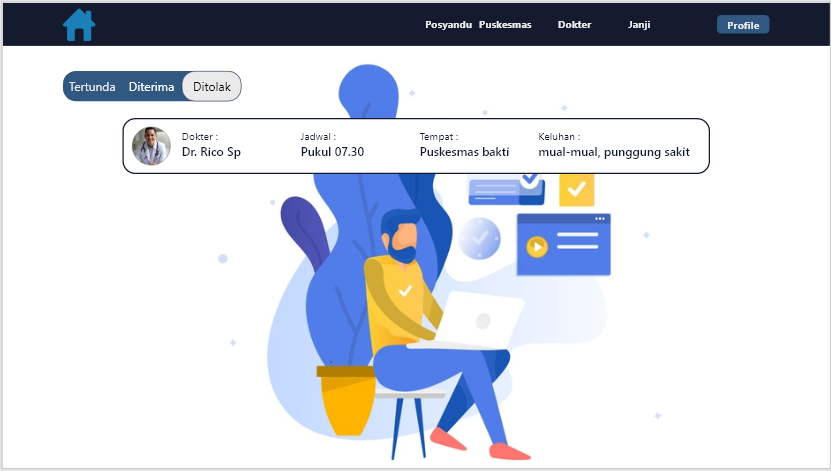 Posyandu Puskesmas Dokter Janji Profile
Tertunda Diterima Ditolak
Dokter : Jadwal : Tempat : Keluhan :
Dr. Rico Sp Pukul 07.30 Puskesmas bakti mual-mual, punggung sakit